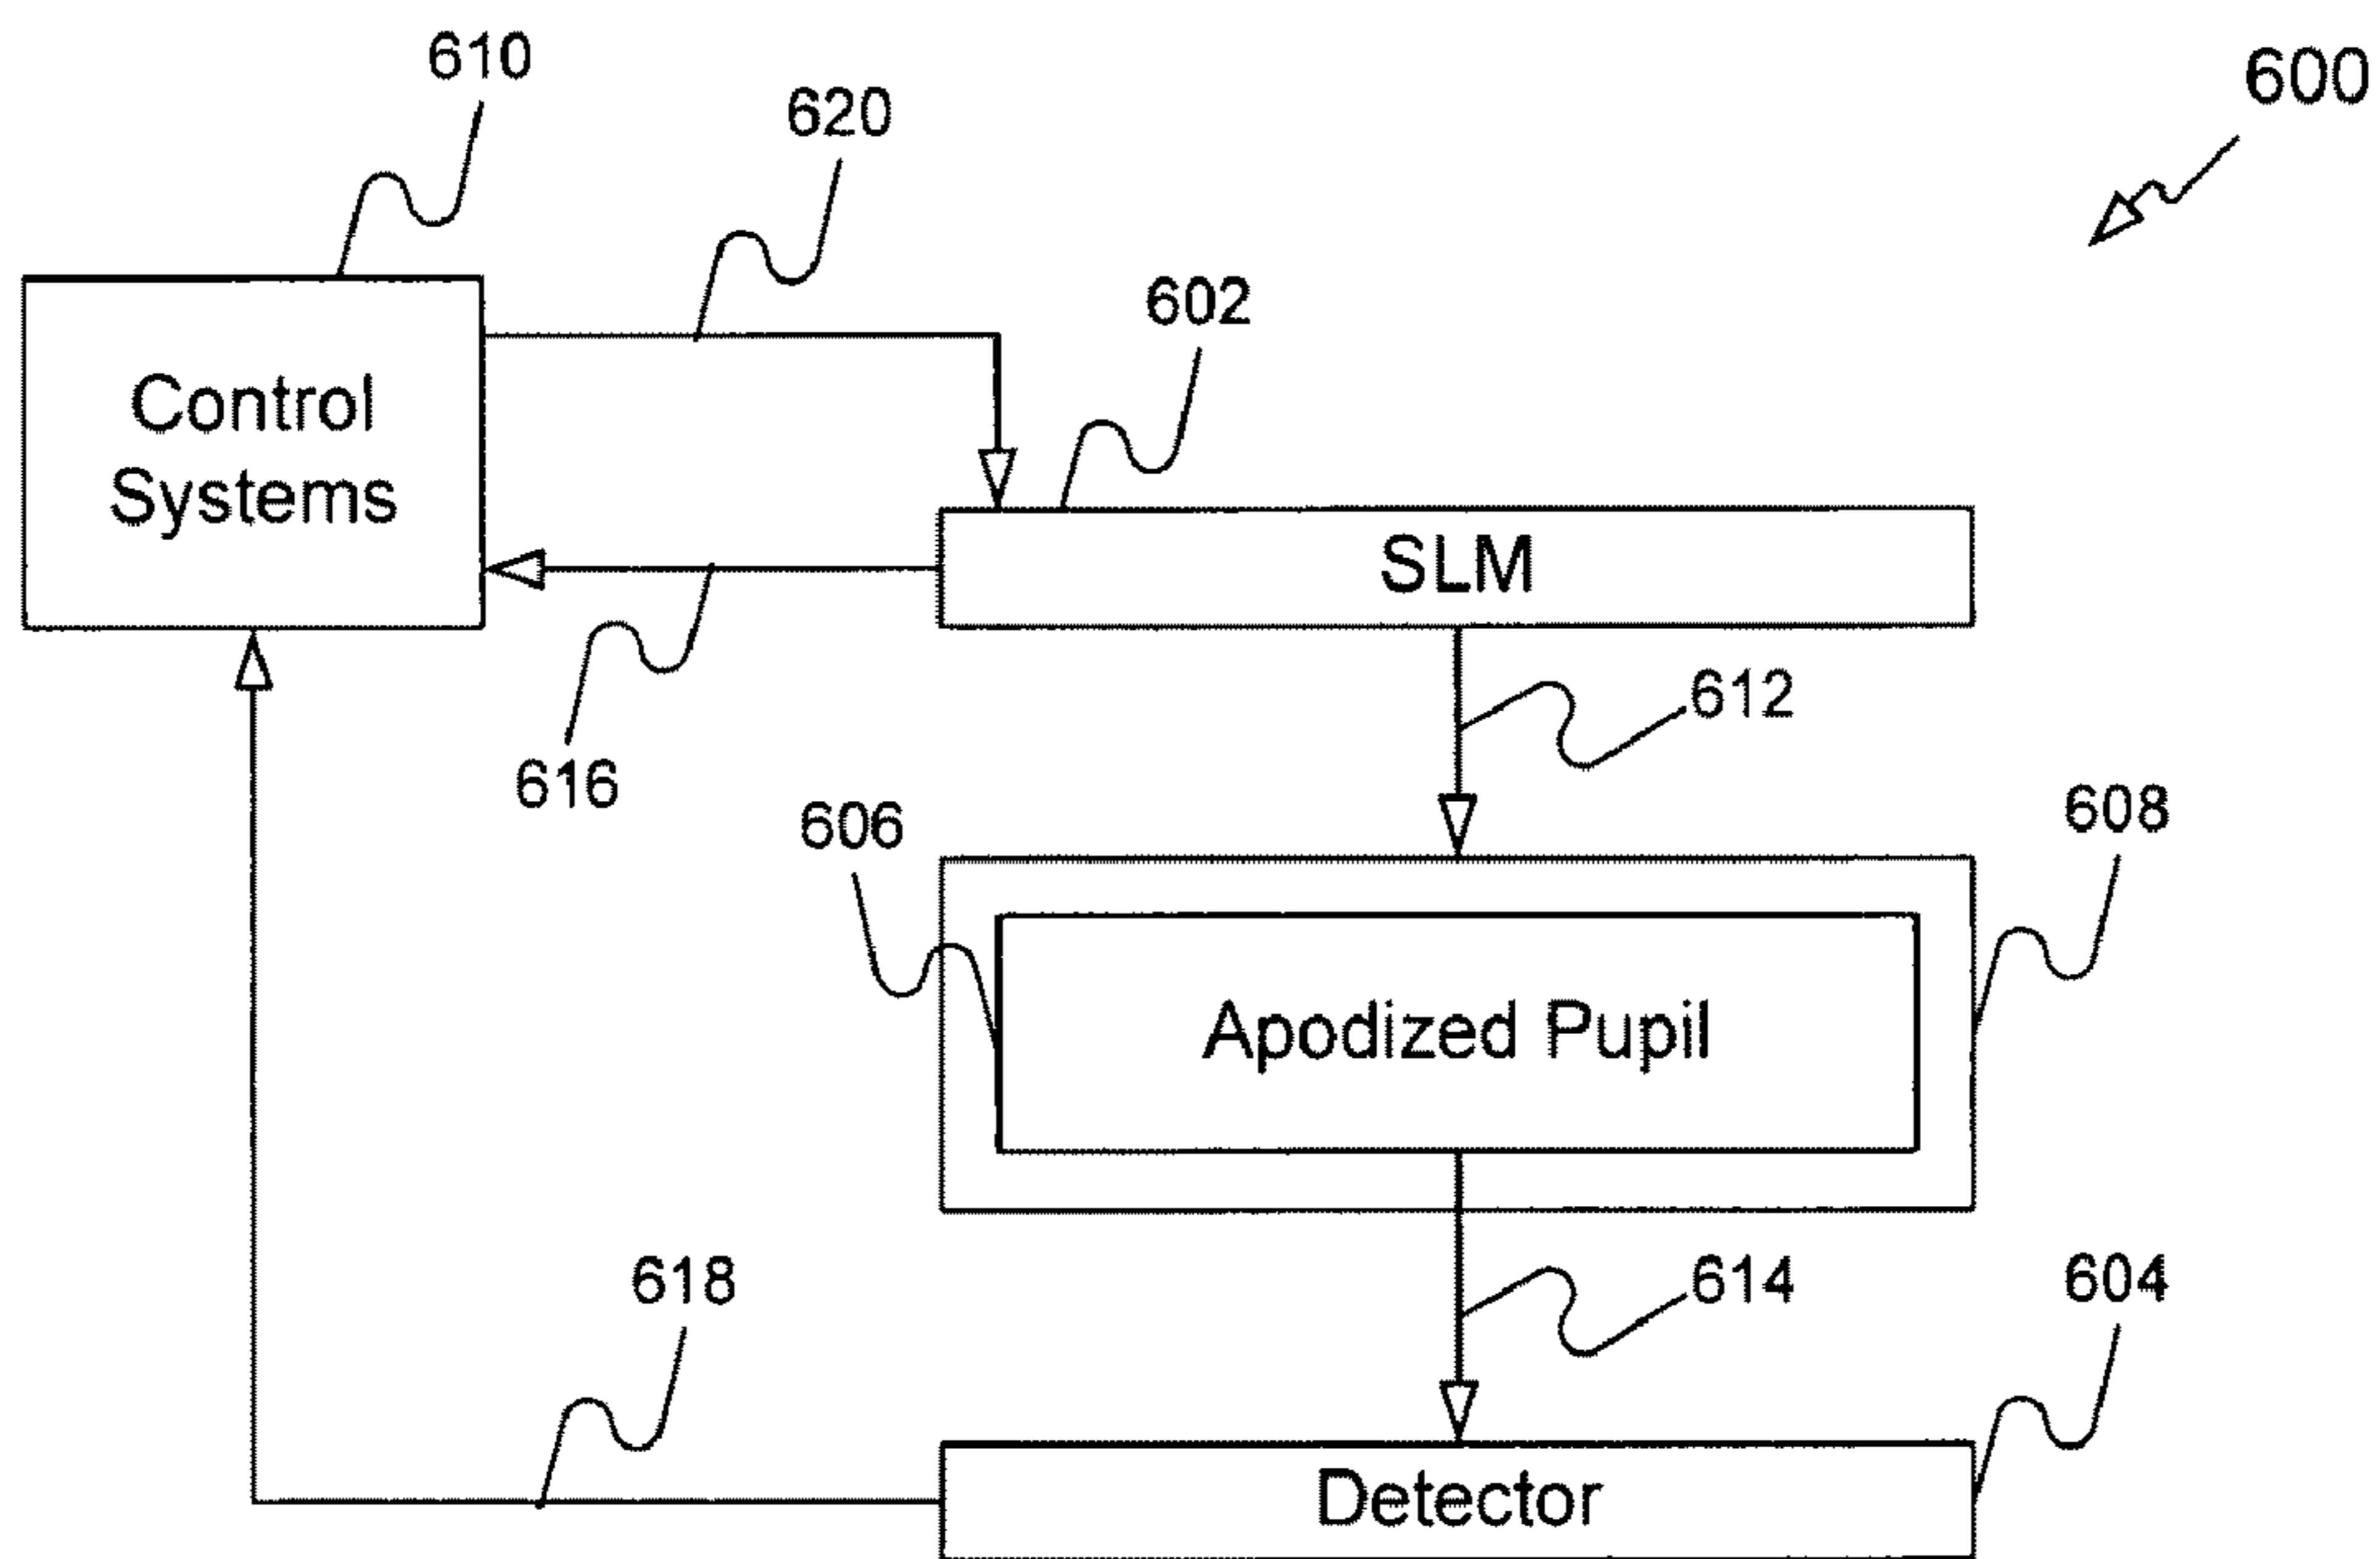 610
620
600
602
Control
Systems
SLM
616
612
606
608
Apodized Pupil
618
614
604
Detector